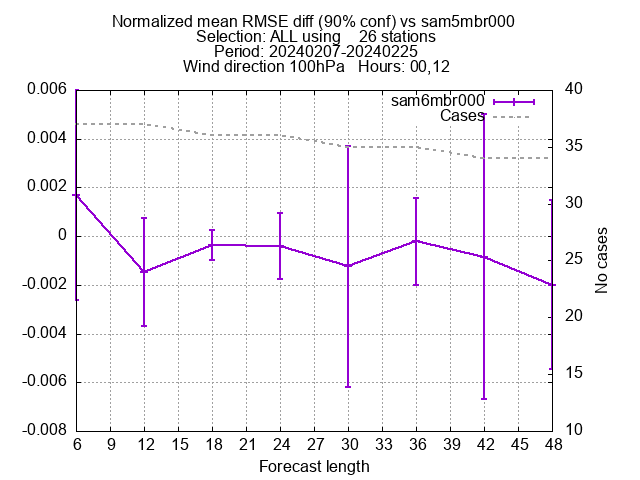 Normalized mean RMSE diff (90% conf) vs sam5mbr000
Selection: ALL using    26 stations
Period: 20240207-20240225
Wind direction 100hPa   Hours: 00,12
sam6mbr000
Cases
0.006
0.004
0.002
0
-0.002
-0.004
-0.006
-0.008
40
35
30
25
20
15
10
No cases
6 9 12 15 18 21 24 27 30 33 36 39 42 45 48
Forecast length